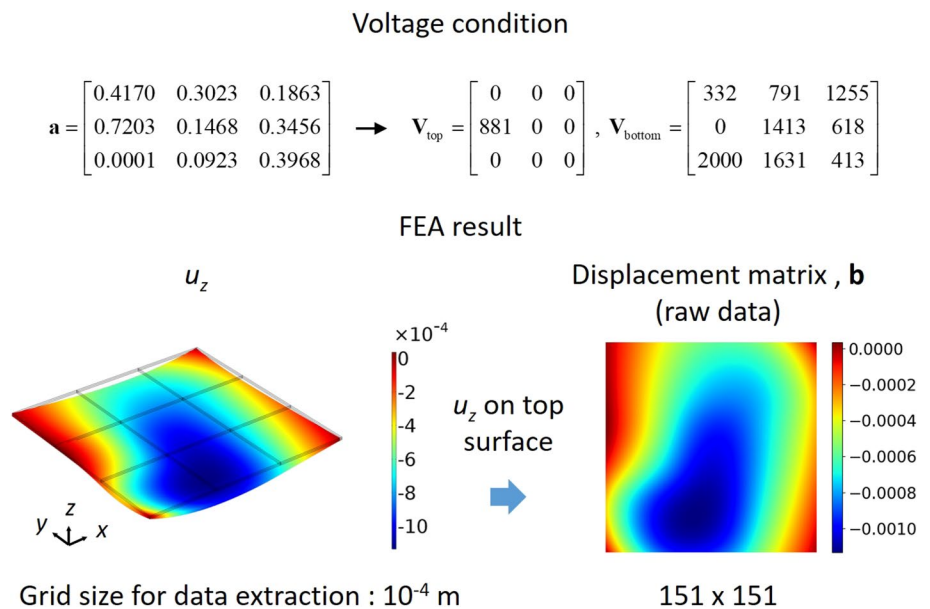 Voltage condition
a = [0.4170 0.3023 0.1863
0.7203 0.1468 0.3456
0.0001 0.0923 0.3968] → V_top = [0 0 0
881 0 0
0 0 0] , V_bottom = [332 791 1255
0 1413 618
2000 1631 413]
FEA result
u_z
Displacement matrix , b
(raw data)
×10^-4
0
-2
-4
-6
-8
-10
z
y
x
u_z on top
surface
0.0000
−0.0002
−0.0004
−0.0006
−0.0008
−0.0010
Grid size for data extraction : 10^-4 m
151 x 151